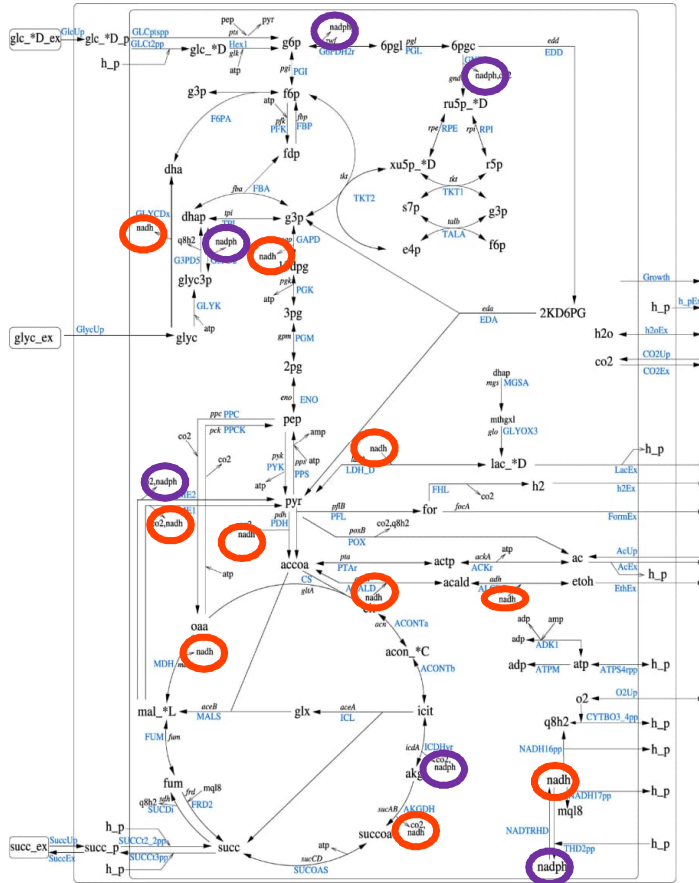 pep pyr nadph
glc_*D_ex GlcUp glc_*D_p GLCptspp pts g6p 6pgl pgl PGL 6pgc edd EDD
GLCt2pp glc_*D Hex1 glk
h_p atp
pgi PGI gnd nadph,
g3p atp f6p ru5p_*D
F6PA pfk PFK fbp FBP rpe RPE rpi RPI
dha fdp xu5p_*D r5p
tkt TKT2 tkt TKT1
fba FBA
s7p g3p
dhap tpi g3p talb TALA
nadh q8h2 nadph nadh GAPD e4p f6p
G3PD5 dpg
glyc3p pgk PGK Growth
atp h_p h_pEx
GLYK 3pg eda EDA 2KD6PG
glyc_ex GlycUp glyc atp gpm PGM h2o h2oEx
2pg co2 CO2Up
CO2Ex
dhap
mgs MGSA
eno ENO
mthgxl
ppc PPC pep amp glo GLYOX3
pck PPCK
co2 co2 pyk PYK pps PPS atp nadh h_p
atp LDH_D lac_*D LacEx
,nadph h2 h2Ex
pyr FHL co2
co2,nadh pdh PDH pflB PFL for focA FormEx
nadh poxB POX co2,q8h2
pta PTAr actp ackA ACKr atp ac AcUp
AcEx
accoa acald adh etoh h_p
atp CS gltA nadh nadh EthEx
oaa acn ACONTa adp amp
adp ADK1
nadh acon_*C
MDH ACONTb adp ATPM atp ATPS4rpp h_p
o2 O2Up
mal_*L aceB MALS glx aceA ICL icit q8h2 CYTBO3_4pp h_p
FUM fum icdA ICDHyr NADH16pp h_p
co2, nadph
fum akg nadh
q8h2 frd mql8 NADH17pp h_p
SUCDi FRD2 sucAB AKGDH mql8
h_p succoa co2, nadh NADTRHD
succ_ex SuccUp succ_p SUCCt2_2pp succ atp THD2pp h_p
SuccEx SUCCt3pp sucCD
h_p SUCOAS nadph